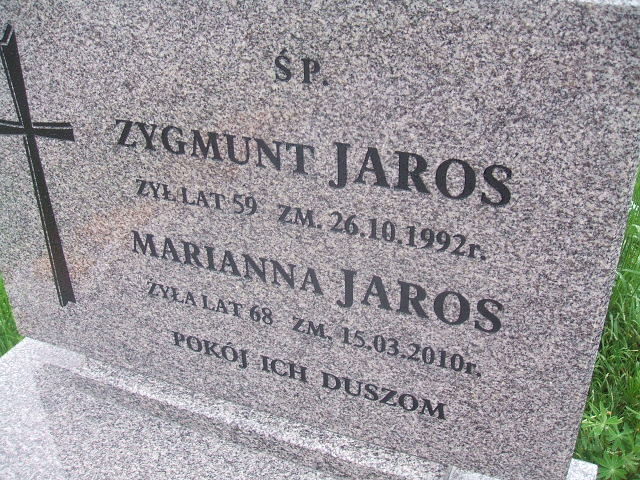 ŚP.
ZYGMUNT JAROS
ŻYŁ LAT 59 ZM. 26.10.1992r.
MARIANNA JAROS
ŻYŁA LAT 68 ZM. 15.03.2010r.
POKÓJ ICH DUSZOM